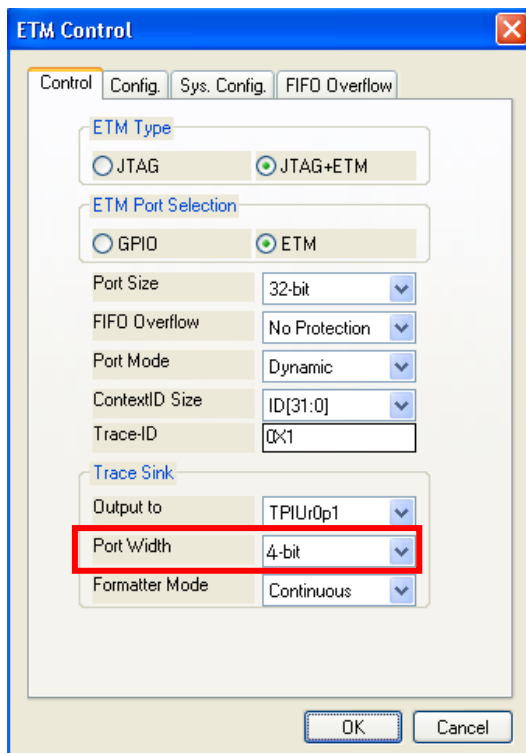 ETM Control
Control Config. Sys. Config. FIFO Overflow
ETM Type
JTAG JTAG+ETM
ETM Port Selection
GPIO ETM
Port Size 32-bit
FIFO Overflow No Protection
Port Mode Dynamic
ContextID Size ID[31:0]
Trace-ID 0X1
Trace Sink
Output to TPIUr0p1
Port Width 4-bit
Formatter Mode Continuous
OK Cancel